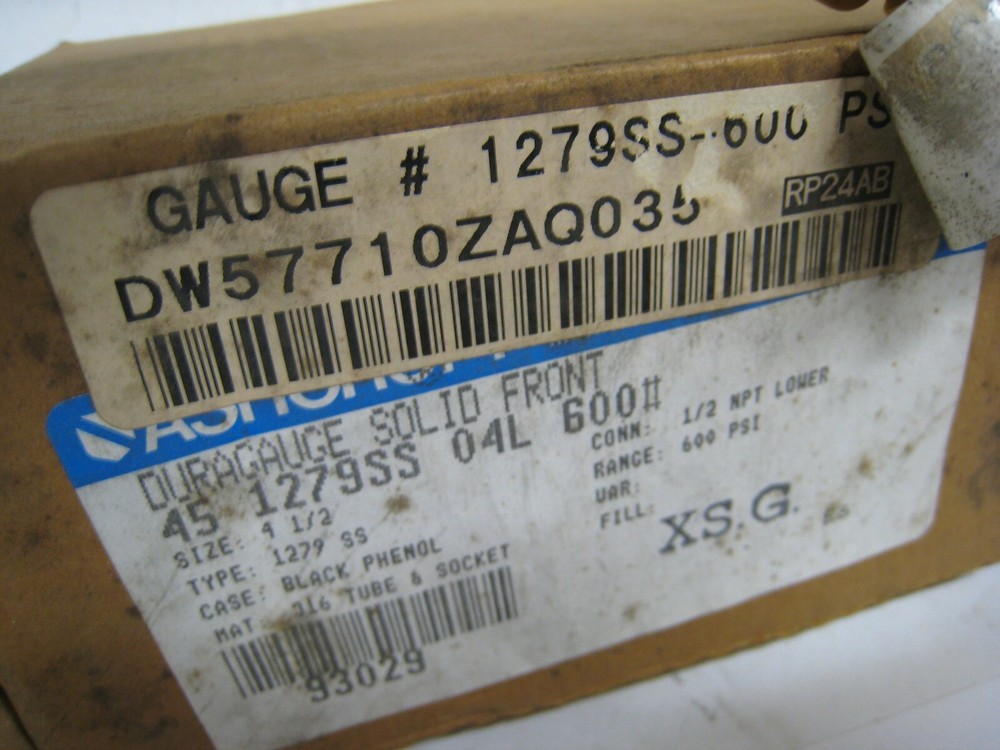 GAUGE # 1279SS-600 PS
DW57710ZAQ035
RP24AB
DURAGAUGE SOLID FRONT
45 1279SS 04L 600#
SIZE: 4 1/2
TYPE: 1279 SS
CASE: BLACK PHENOL
MAT 316 TUBE & SOCKET
93029
CONN: 1/2 NPT LOWER
RANGE: 600 PSI
VAR:
FILL:
XS.G.